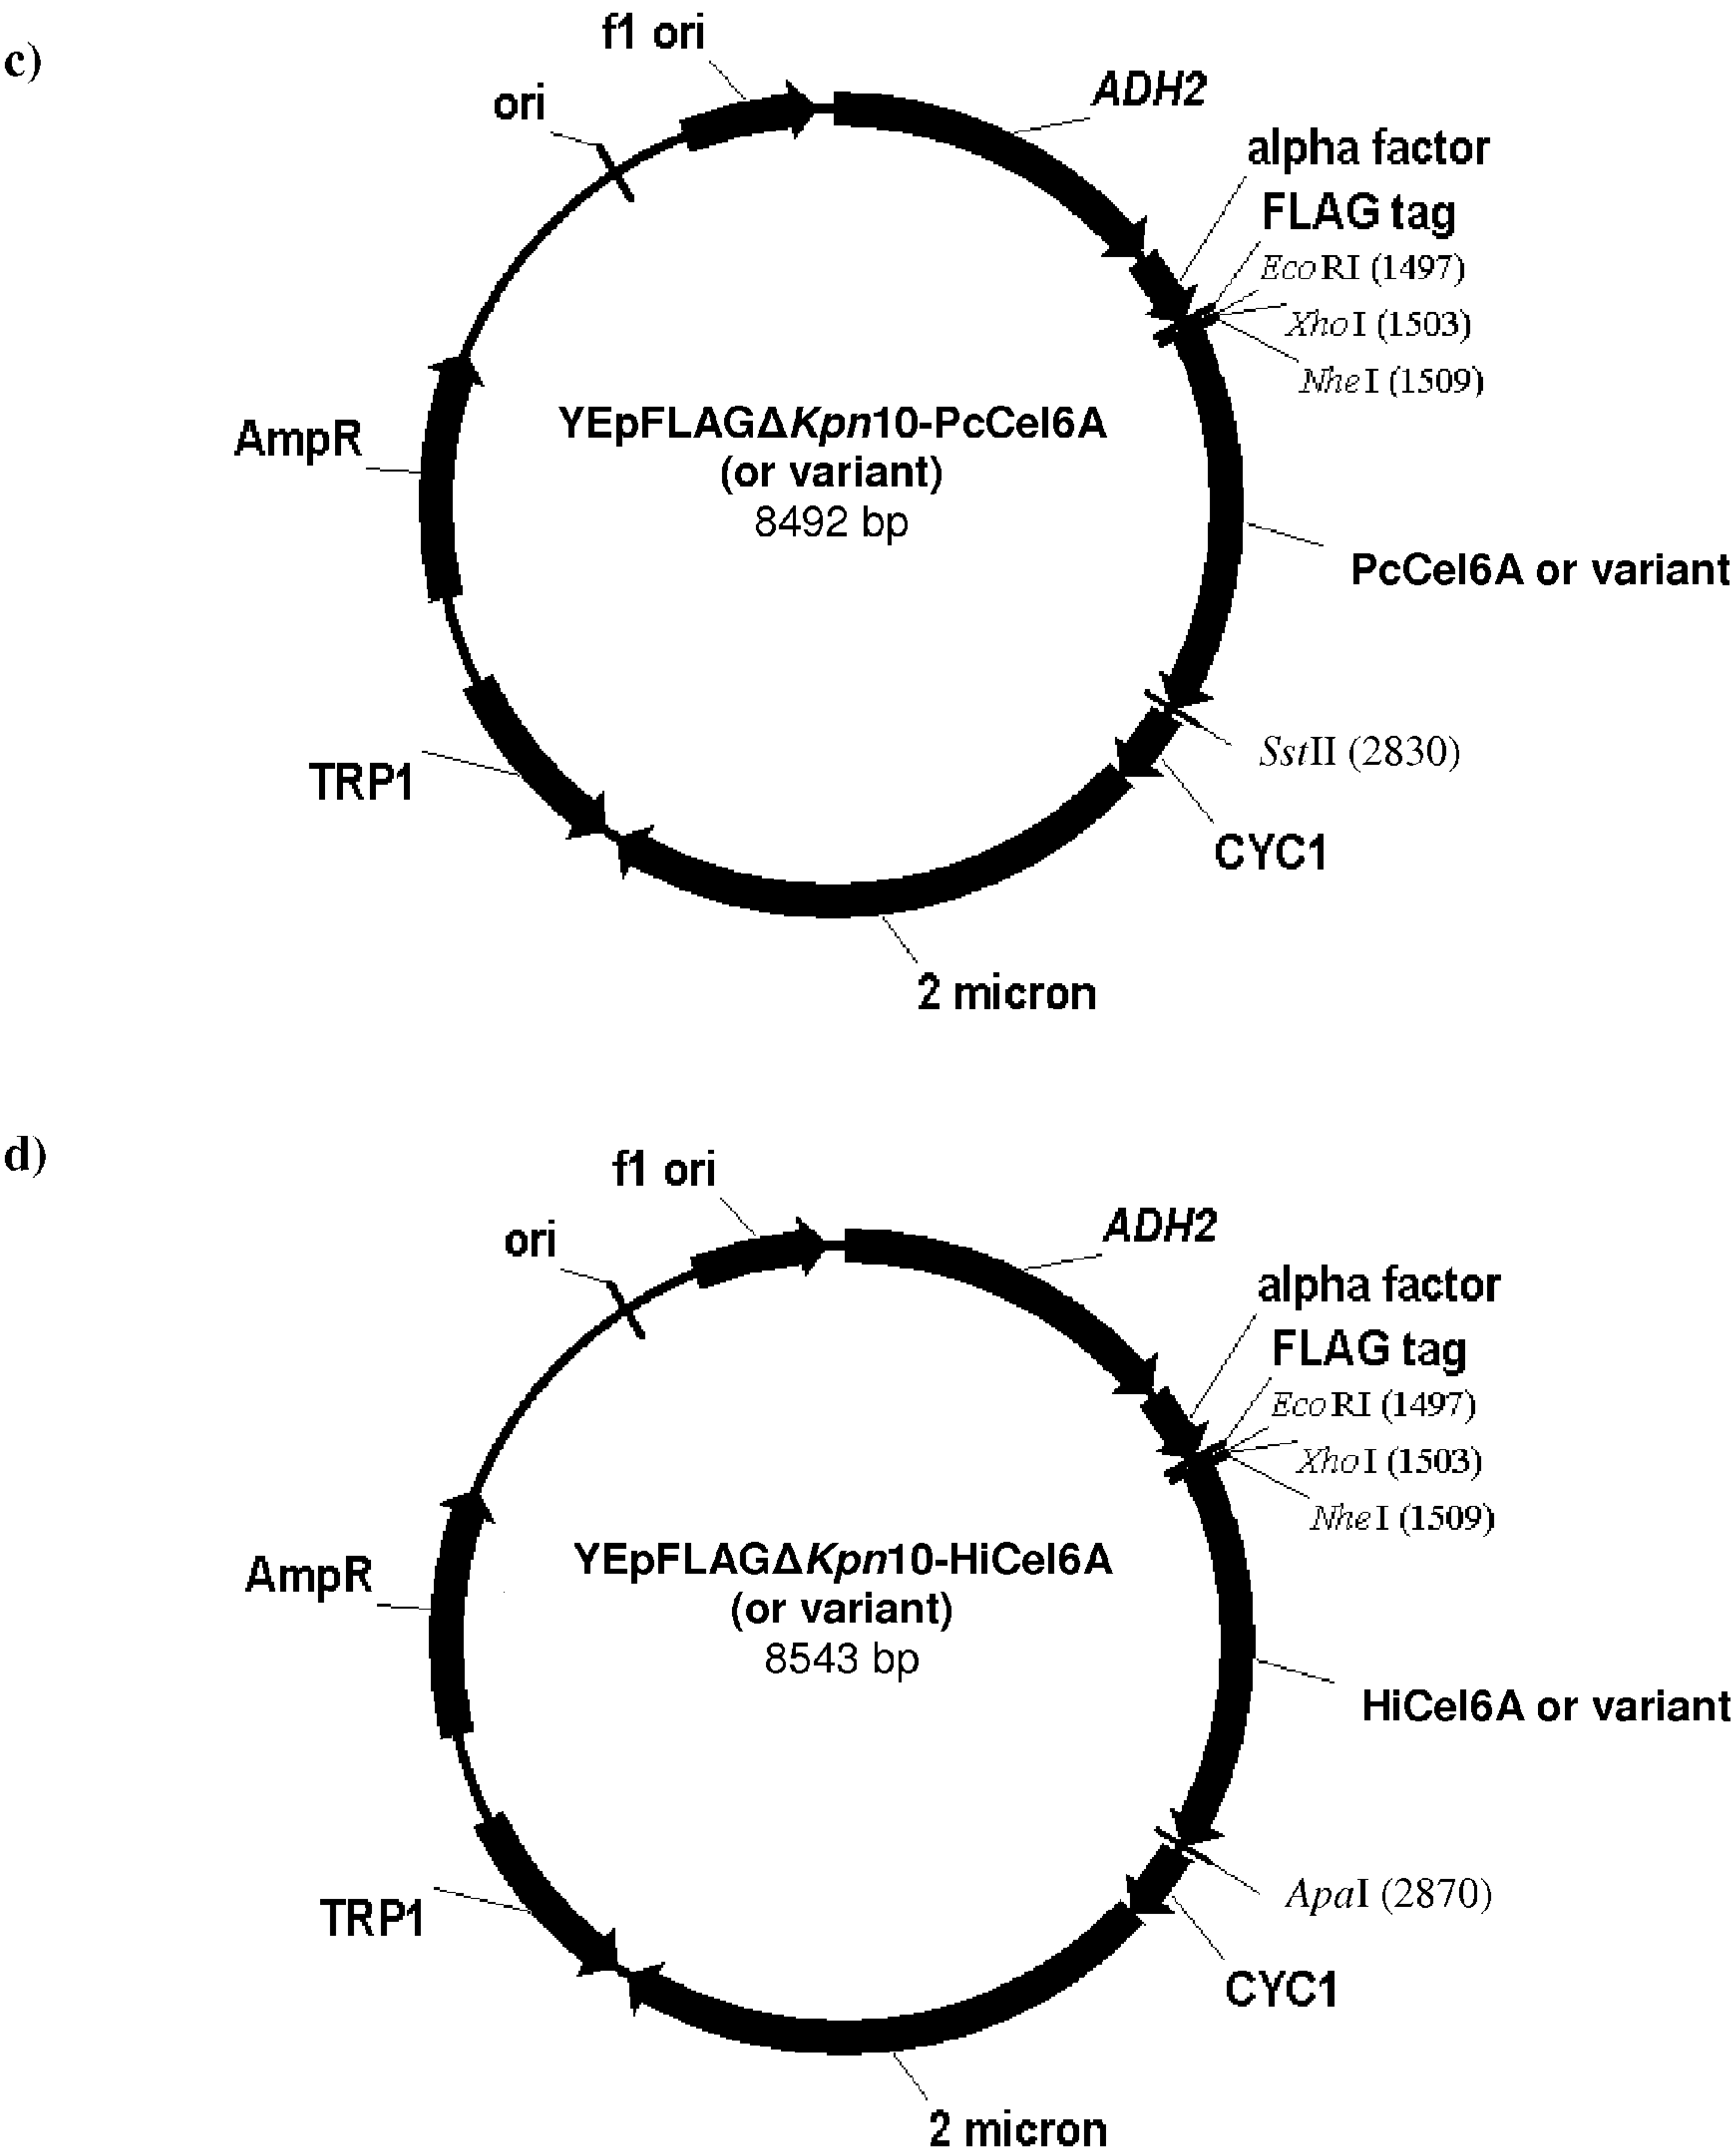 c)
f1 ori
ADH2
ori
alpha factor
FLAG tag
EcoRI (1497)
XhoI (1503)
NheI (1509)
YEpFLAGΔKpn10-PcCel6A
(or variant)
8492 bp
AmpR
PcCel6A or variant
SstII (2830)
TRP1
CYC1
2 micron
d)
f1 ori
ADH2
ori
alpha factor
FLAG tag
EcoRI (1497)
XhoI (1503)
NheI (1509)
YEpFLAGΔKpn10-HiCel6A
(or variant)
8543 bp
AmpR
HiCel6A or variant
ApaI (2870)
TRP1
CYC1
2 micron